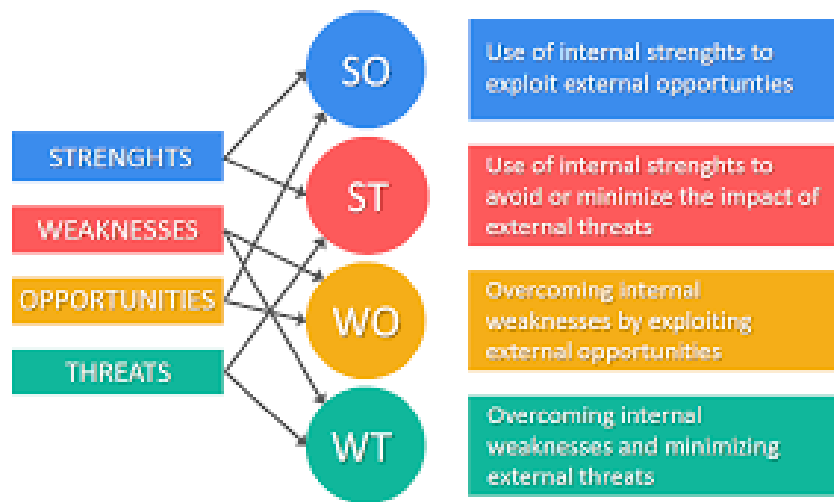 SO
Use of internal strenghts to
exploit external opportunties
STRENGHTS
ST
Use of internal strenghts to
avoid or minimize the impact of
external threats
WEAKNESSES
OPPORTUNITIES
WO
Overcoming internal
weaknesses by exploiting
external opportunities
THREATS
WT
Overcoming internal
weaknesses and minimizing
external threats